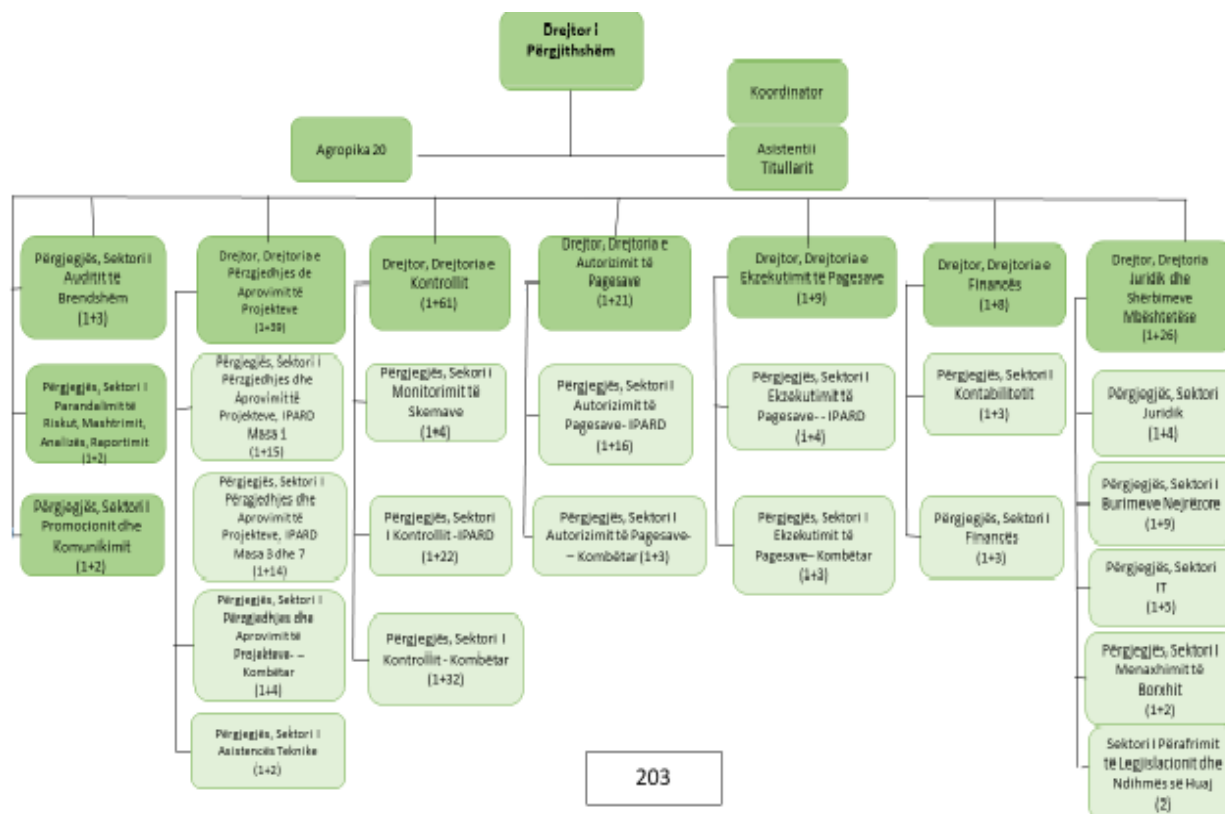 Drejtor i
Përgjithshëm
Koordinator
Agropika 20
Asistenti i
Titullarit
Përgjegjës, Sektori i
Auditit të
Brendshëm
(1+3)
Përgjegjës, Sektori i
Parandalimit të
Riskut, Mashtrimit,
Analizës, Raportimit
(1+2)
Përgjegjës, Sektori i
Promocionit dhe
Komunikimit
(1+2)
Drejtor, Drejtoria e
Përzgjedhjes de
Aprovimit të
Projekteve
(1+39)
Përgjegjës, Sektori i
Përzgjedhjes dhe
Aprovimit të
Projekteve, IPARD
Masa 1
(1+15)
Përgjegjës, Sektori i
Përzgjedhjes dhe
Aprovimit të
Projekteve, IPARD
Masa 3 dhe 7
(1+14)
Përgjegjës, Sektori i
Përzgjedhjes dhe
Aprovimit të
Projekteve- –
Kombëtar
(1+4)
Përgjegjës, Sektori i
Asistencës Teknike
(1+2)
Drejtor, Drejtoria e
Kontrollit
(1+61)
Përgjegjës, Sekori i
Monitorimit të
Skemave
(1+4)
Përgjegjës, Sektori
i Kontrollit -IPARD
(1+22)
Përgjegjës, Sektori i
Kontrollit - Kombëtar
(1+32)
Drejtor, Drejtoria e
Autorizimit të
Pagesave
(1+21)
Përgjegjës, Sektori i
Autorizimit të
Pagesave- IPARD
(1+16)
Përgjegjës, Sektori i
Autorizimit të Pagesave-
– Kombëtar (1+3)
Drejtor, Drejtoria e
Ekzekutimit të Pagesave
(1+9)
Përgjegjës, Sektori i
Ekzekutimit të
Pagesave- - IPARD
(1+4)
Përgjegjës, Sektori i
Ekzekutimit të
Pagesave– Kombëtar
(1+3)
Drejtor, Drejtoria e
Financës
(1+8)
Përgjegjës, Sektori i
Kontabilitetit
(1+3)
Përgjegjës, Sektori i
Financës
(1+3)
Drejtor, Drejtoria
Juridik dhe
Shërbimeve
Mbështetëse
(1+26)
Përgjegjës, Sektori
Juridik
(1+4)
Përgjegjës, Sektori i
Burimeve Nejrëzore
(1+9)
Përgjegjës, Sektori
IT
(1+5)
Përgjegjës, Sektori i
Menaxhimit të
Borxhit
(1+2)
Sektori i Përafrimit
të Legjislacionit dhe
Ndihmës së Huaj
(2)
203